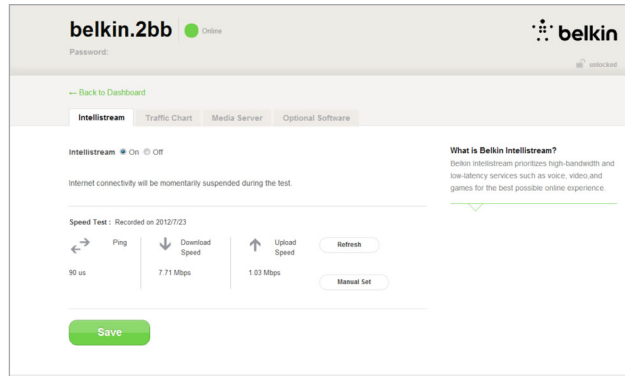 belkin.2bb Online
belkin
Password:
unlocked
← Back to Dashboard
Intellistream Traffic Chart Media Server Optional Software
Intellistream On Off
Internet connectivity will be momentarily suspended during the test.
What is Belkin Intellistream?
Belkin Intellistream prioritizes high-bandwidth and
low-latency services such as voice, video,and
games for the best possible online experience.
Speed Test : Recorded on 2012/7/23
Ping
Download
Speed
Upload
Speed
Refresh
90 us
7.71 Mbps
1.03 Mbps
Manual Set
Save